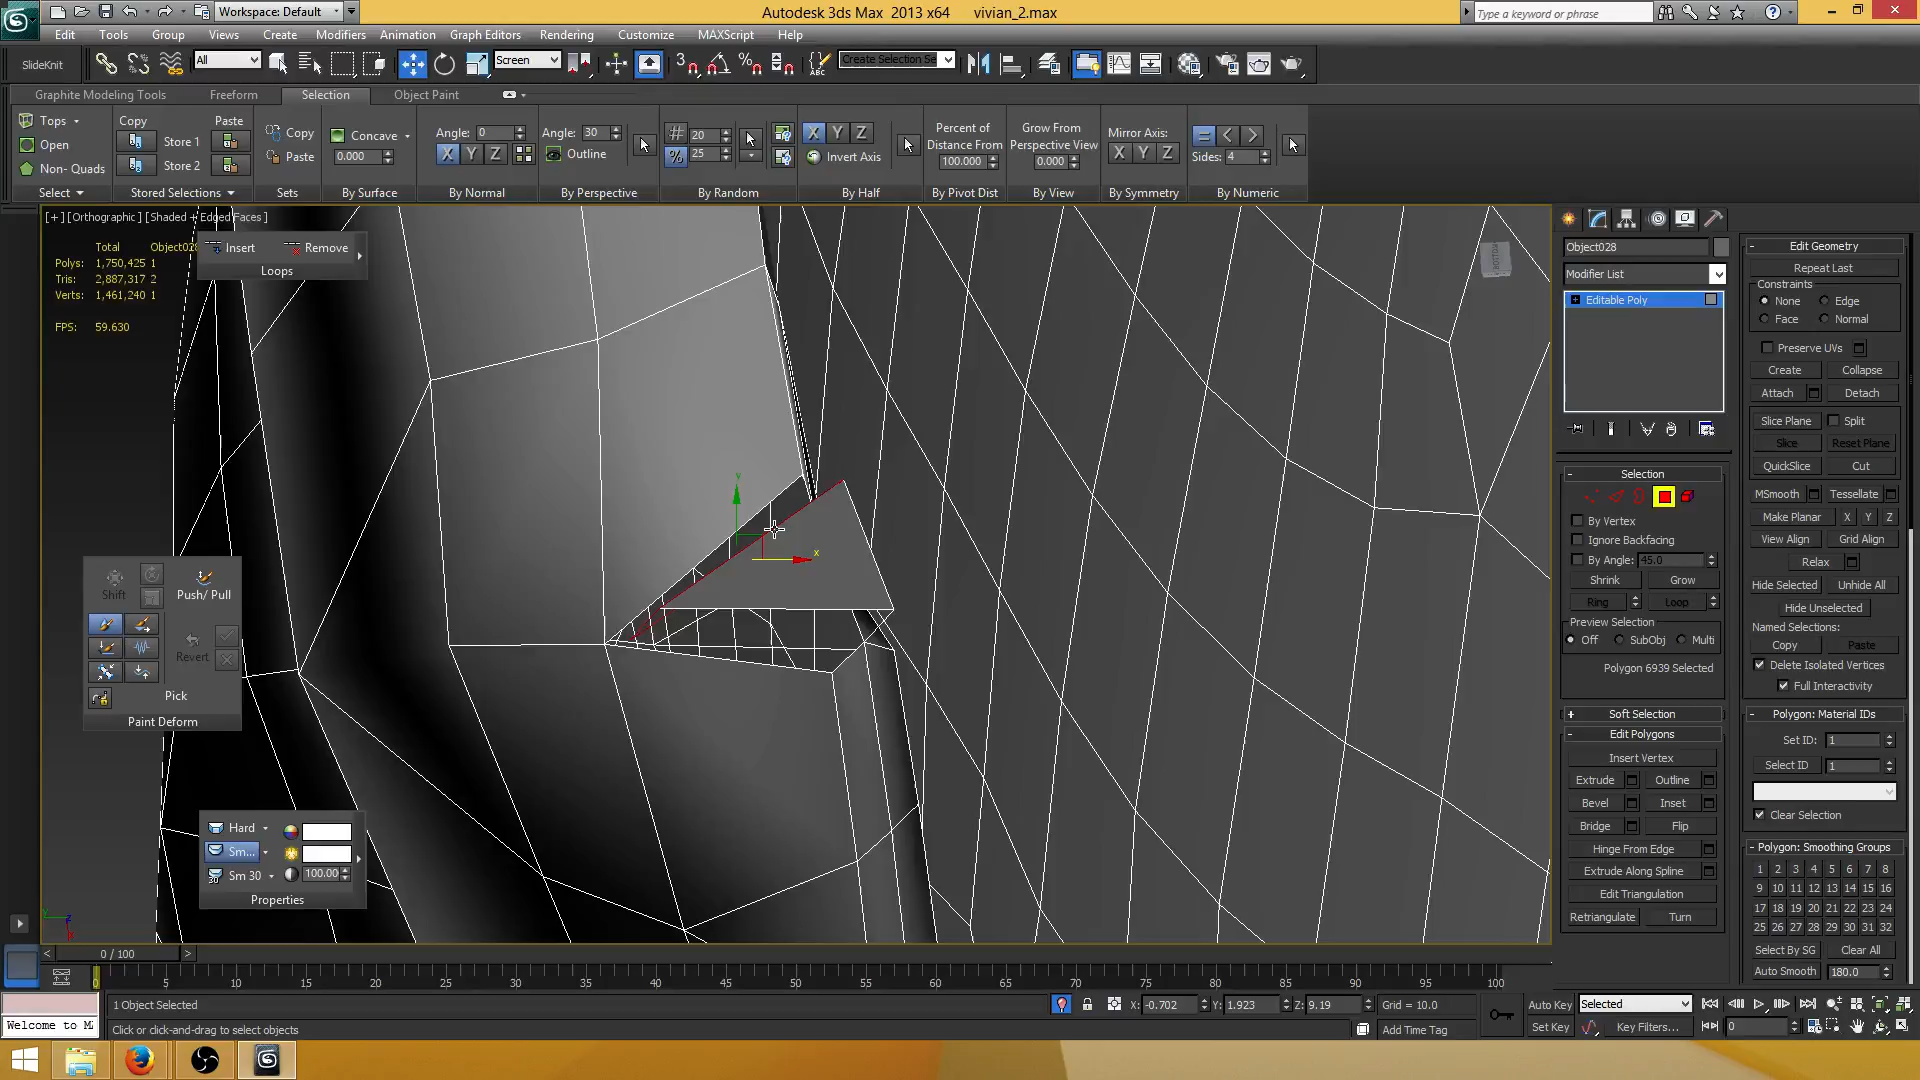 Workspace: Default
Autodesk 3ds Max 2013 x64 vivian_2.max
Type a keyword or phrase
Edit Tools Group Views Create Modifiers Animation Graph Editors Rendering Customize MAXScript Help
SlideKnit
All
Screen
Create Selection Se
Graphite Modeling Tools Freeform Selection Object Paint
Tops
Open
Non- Quads
Select
Copy Paste
Store 1
Store 2
Stored Selections
Copy
Paste
Sets
Concave
0.000
By Surface
Angle: 0
X Y Z
By Normal
Angle: 30
Outline
By Perspective
20
25
By Random
X Y Z
Invert Axis
By Half
Percent of
Distance From
100.000
By Pivot Dist
Grow From
Perspective View
0.000
By View
Mirror Axis:
X Y Z
By Symmetry
Sides: 4
By Numeric
[+] [Orthographic] [Shaded + Edged Faces]
Total
Polys: 1,750,425 1
Tris: 2,887,317 2
Verts: 1,461,240 1
FPS: 59.630
Insert Remove
Loops
y
x
Shift
Push/ Pull
Revert
Pick
Paint Deform
Hard
Sm...
Sm 30
100.00
Properties
Object028
Modifier List
Editable Poly
Selection
By Vertex
Ignore Backfacing
By Angle: 45.0
Shrink Grow
Ring Loop
Preview Selection
Off SubObj Multi
Polygon 6939 Selected
Soft Selection
Edit Polygons
Insert Vertex
Extrude Outline
Bevel Inset
Bridge Flip
Hinge From Edge
Extrude Along Spline
Edit Triangulation
Retriangulate Turn
Edit Geometry
Repeat Last
Constraints
None Edge
Face Normal
Preserve UVs
Create Collapse
Attach Detach
Slice Plane Split
Slice Reset Plane
QuickSlice Cut
MSmooth Tessellate
Make Planar X Y Z
View Align Grid Align
Relax
Hide Selected Unhide All
Hide Unselected
Named Selections:
Copy Paste
Delete Isolated Vertices
Full Interactivity
Polygon: Material IDs
Set ID: 1
Select ID 1
Clear Selection
Polygon: Smoothing Groups
1 2 3 4 5 6 7 8
9 10 11 12 13 14 15 16
17 18 19 20 21 22 23 24
25 26 27 28 29 30 31 32
Select By SG Clear All
Auto Smooth 180.0
0 / 100
0 5 10 15 20 25 30 35 40 45 50 55 60 65 70 75 80 85 90 95 100
1 Object Selected
X: -0.702 Y: 1.923 Z: 9.19 Grid = 10.0
Auto Key Selected
Welcome to M
Click or click-and-drag to select objects
Add Time Tag
Set Key Key Filters... 0